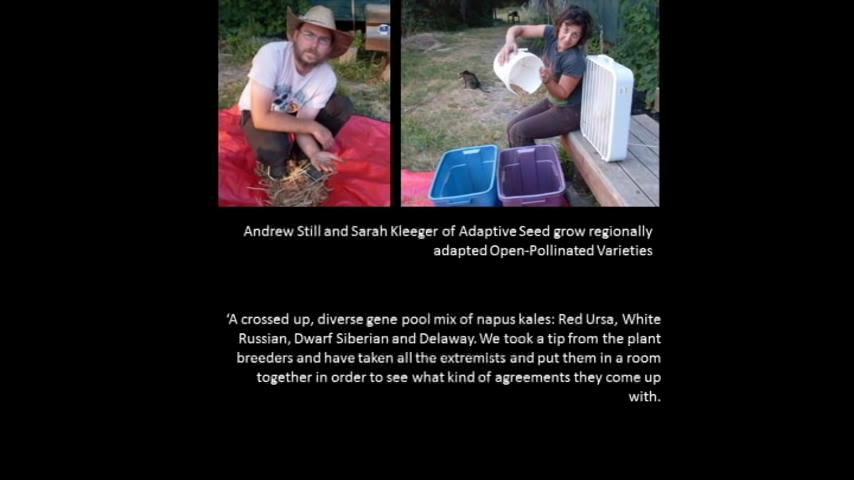 Andrew Still and Sarah Kleeger of Adaptive Seed grow regionally
adapted Open-Pollinated Varieties
‘A crossed up, diverse gene pool mix of napus kales: Red Ursa, White
Russian, Dwarf Siberian and Delaway. We took a tip from the plant
breeders and have taken all the extremists and put them in a room
together in order to see what kind of agreements they come up
with.